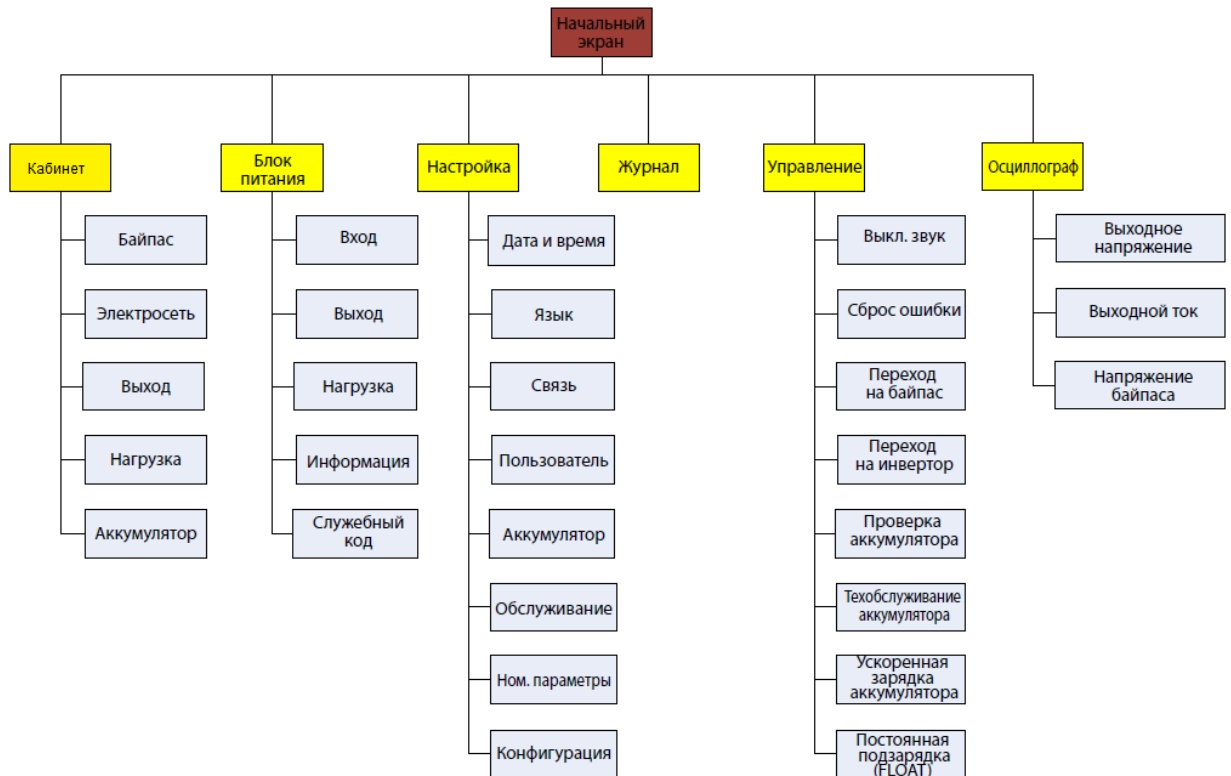 Начальный
экран
Кабинет
Байпас
Электросеть
Выход
Нагрузка
Аккумулятор
Блок
питания
Вход
Выход
Нагрузка
Информация
Служебный
код
Настройка
Дата и время
Язык
Связь
Пользователь
Аккумулятор
Обслуживание
Ном. параметры
Конфигурация
Журнал
Управление
Выкл. звук
Сброс ошибки
Переход
на байпас
Переход
на инвертор
Проверка
аккумулятора
Техобслуживание
аккумулятора
Ускоренная
зарядка
аккумулятора
Постоянная
подзарядка
(FLOAT)
Осциллограф
Выходное
напряжение
Выходной ток
Напряжение
байпаса